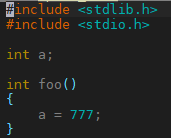 #include <stdlib.h>
#include <stdio.h>

int a;

int foo()
{
    a = 777;
}